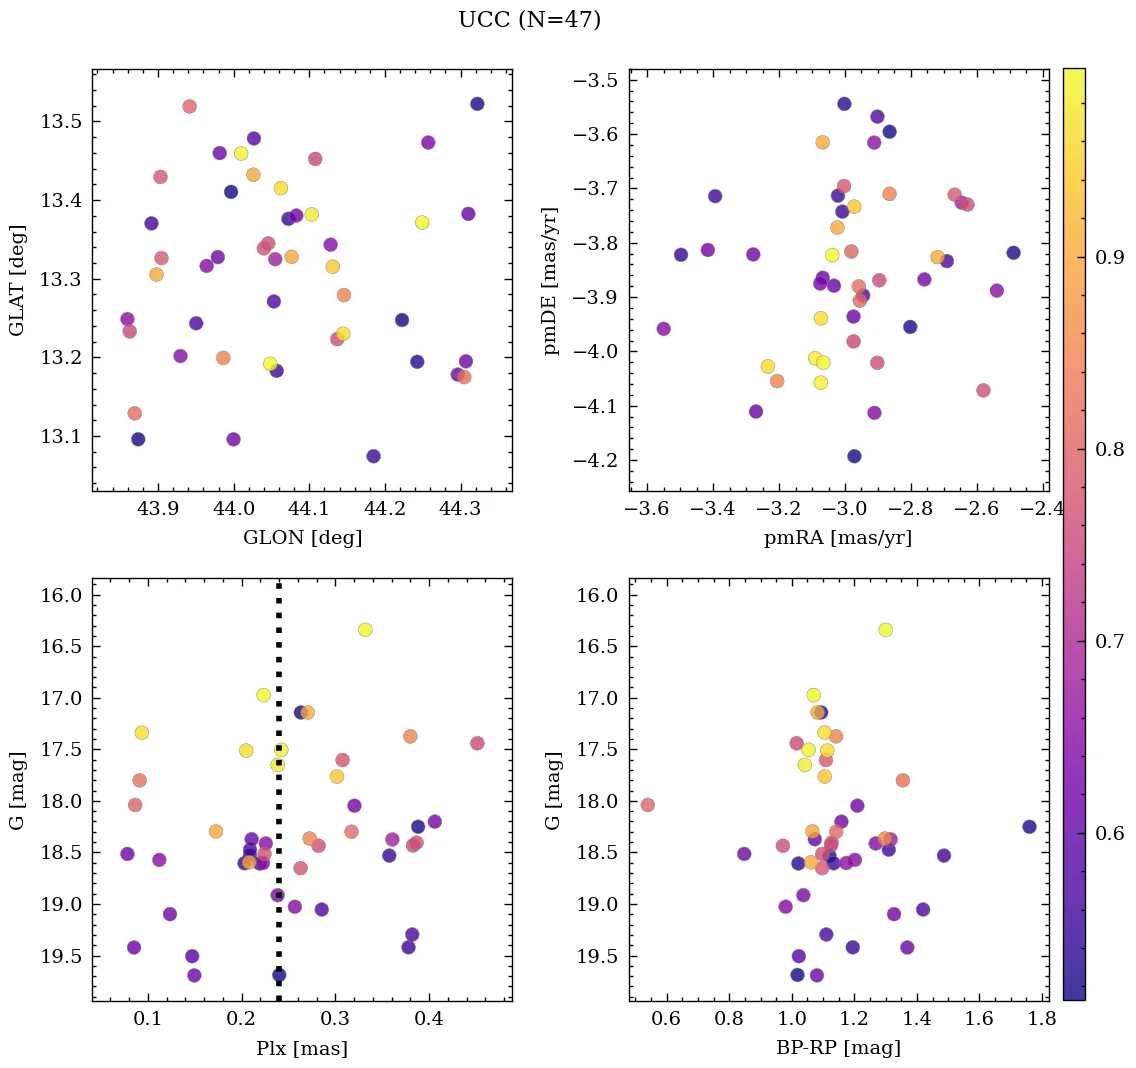 UCC (N=47)
13.5
13.4
13.3
13.2
13.1
GLAT [deg]
43.9 44.0 44.1 44.2 44.3
GLON [deg]
−3.5
−3.6
−3.7
−3.8
−3.9
−4.0
−4.1
−4.2
pmDE [mas/yr]
−3.6 −3.4 −3.2 −3.0 −2.8 −2.6 −2.4
pmRA [mas/yr]
16.0
16.5
17.0
17.5
18.0
18.5
19.0
19.5
G [mag]
0.1 0.2 0.3 0.4
Plx [mas]
16.0
16.5
17.0
17.5
18.0
18.5
19.0
19.5
G [mag]
0.6 0.8 1.0 1.2 1.4 1.6 1.8
BP-RP [mag]
0.9
0.8
0.7
0.6